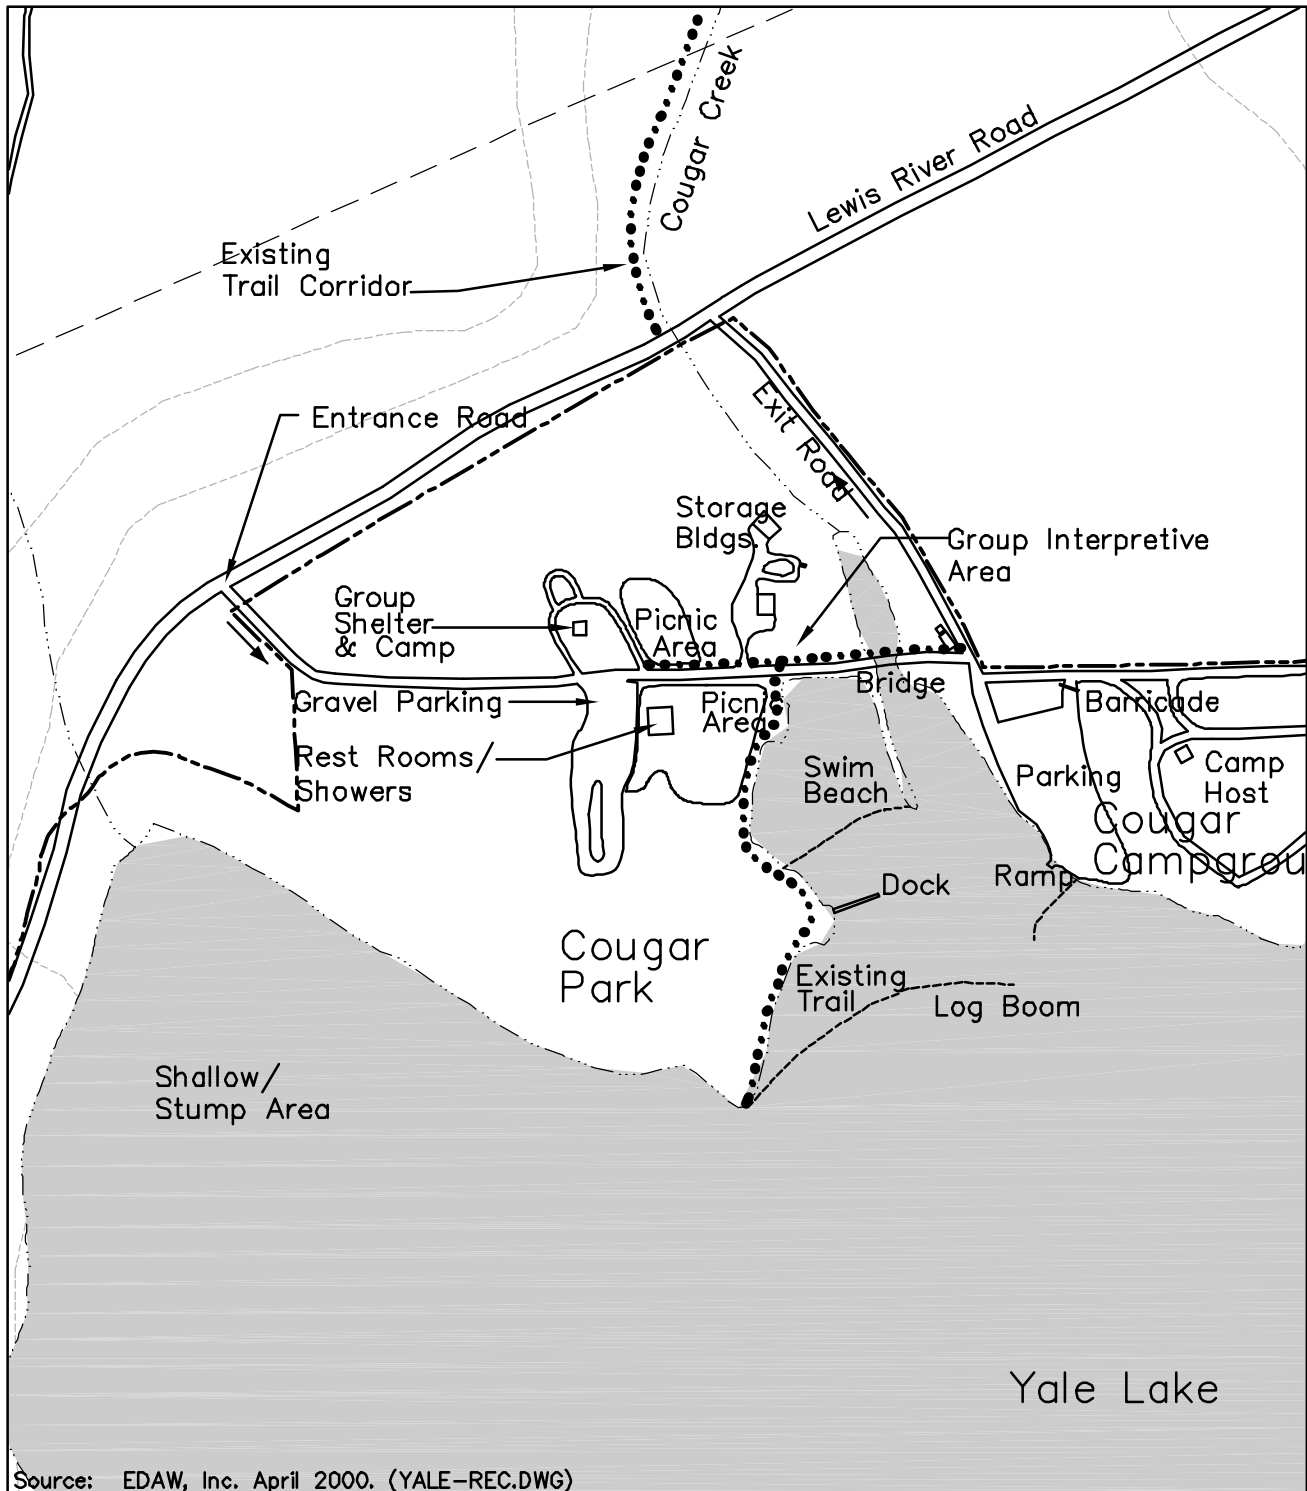 Cougar Creek
Lewis River Road
Existing
Trail Corridor
Entrance Road
Exit Road
Storage
Bldgs.
Group Interpretive
Area
Group
Shelter
& Camp
Picnic
Area
Bridge
Gravel Parking
Picnic
Area
Barricade
Rest Rooms/
Showers
Swim
Beach
Parking
Camp
Host
Cougar
Campgrou
Ramp
Dock
Cougar
Park
Existing
Trail
Log Boom
Shallow/
Stump Area
Yale Lake
Source: EDAW, Inc. April 2000. (YALE-REC.DWG)